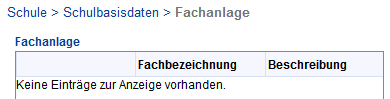 Schule > Schulbasisdaten > Fachanlage
Fachanlage
Fachbezeichnung Beschreibung
Keine Einträge zur Anzeige vorhanden.